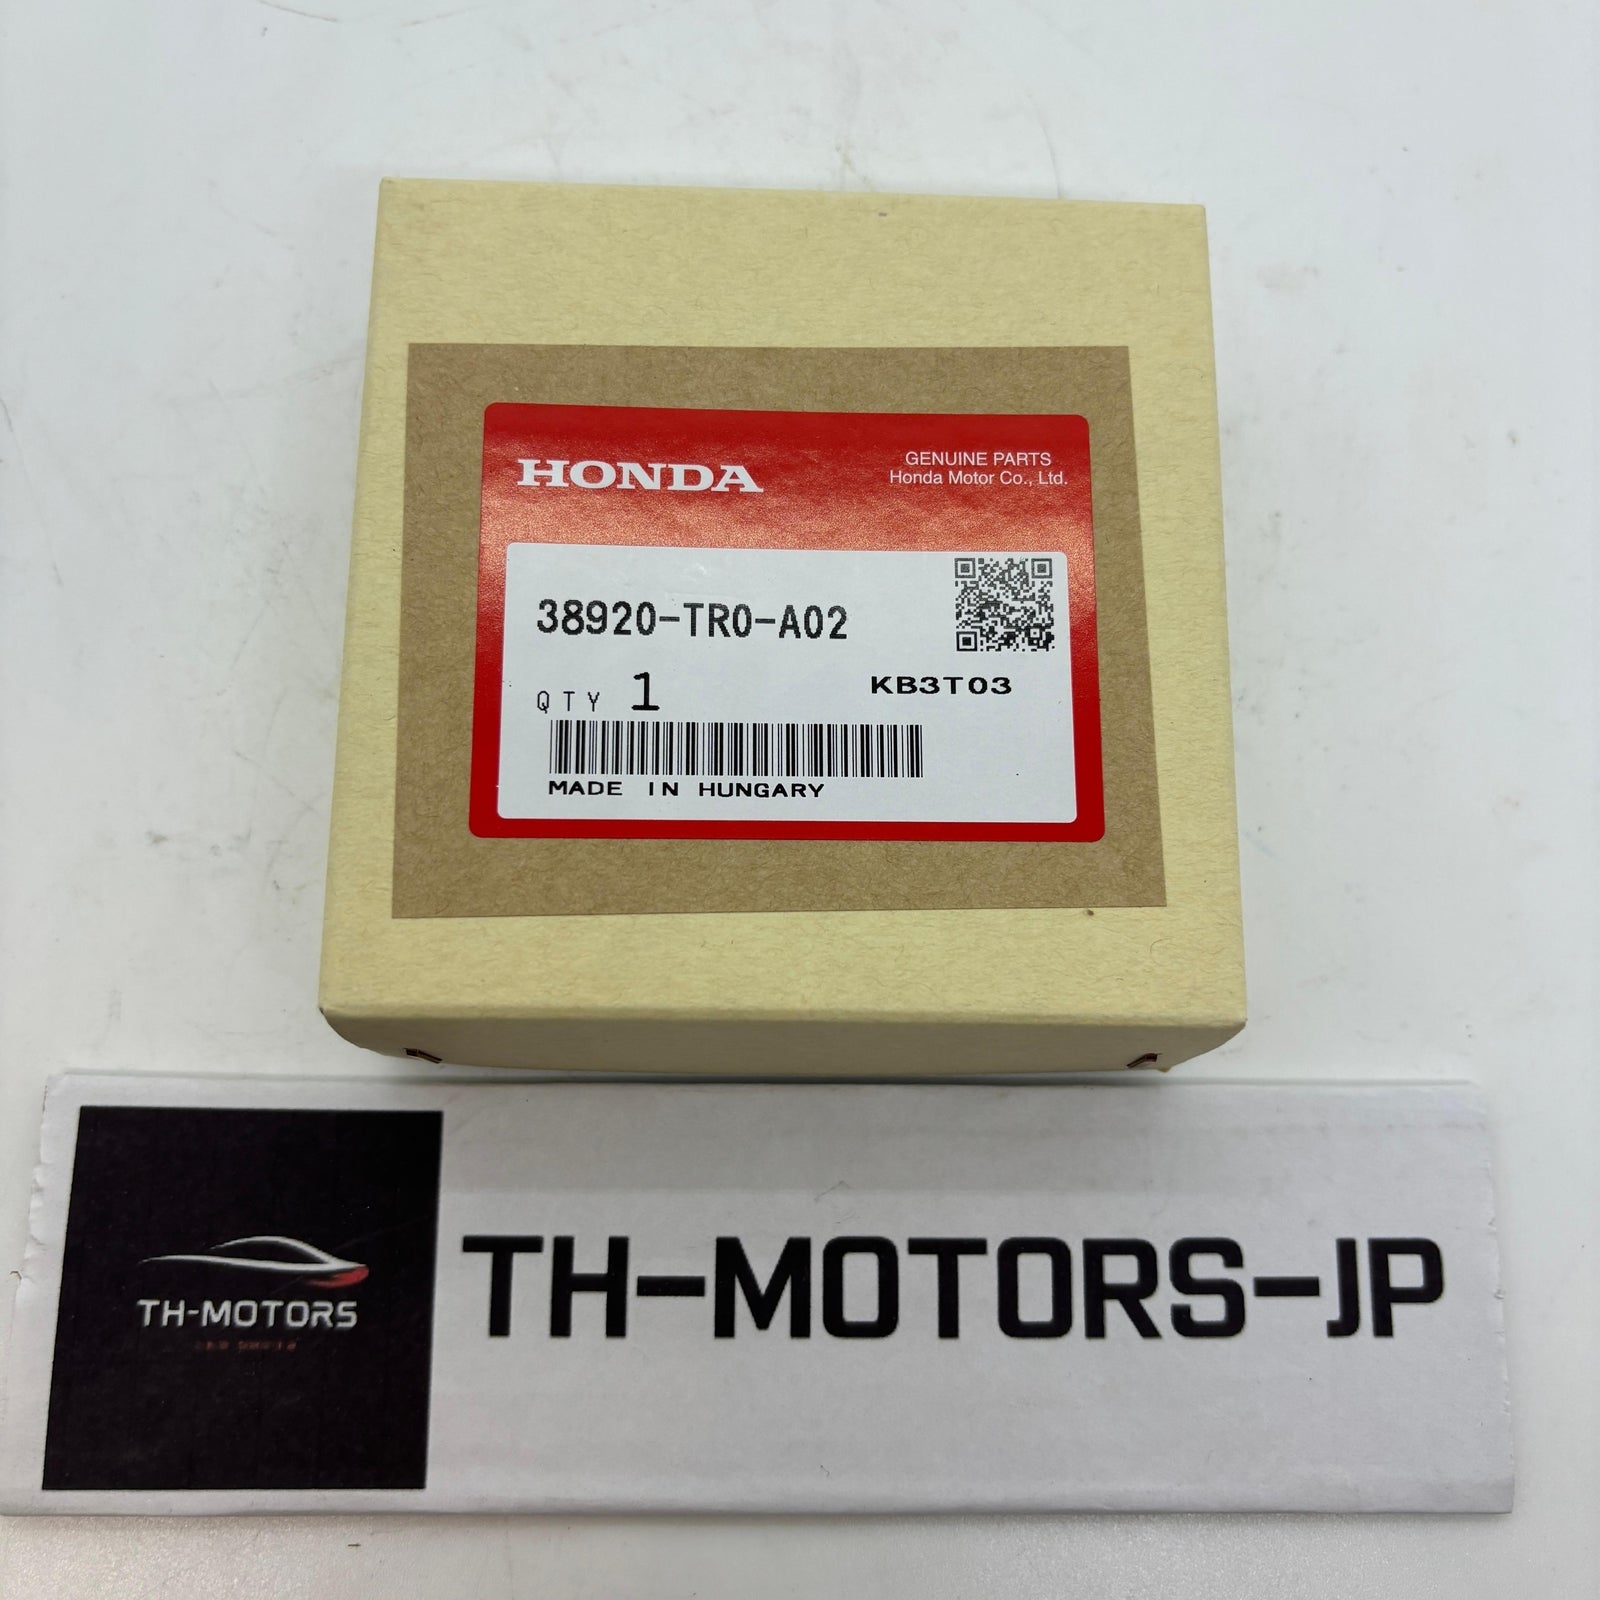 HONDA
GENUINE PARTS
Honda Motor Co., Ltd.
38920-TR0-A02
QTY 1
KB3T03
MADE IN HUNGARY
TH-MOTORS
TH-MOTORS-JP